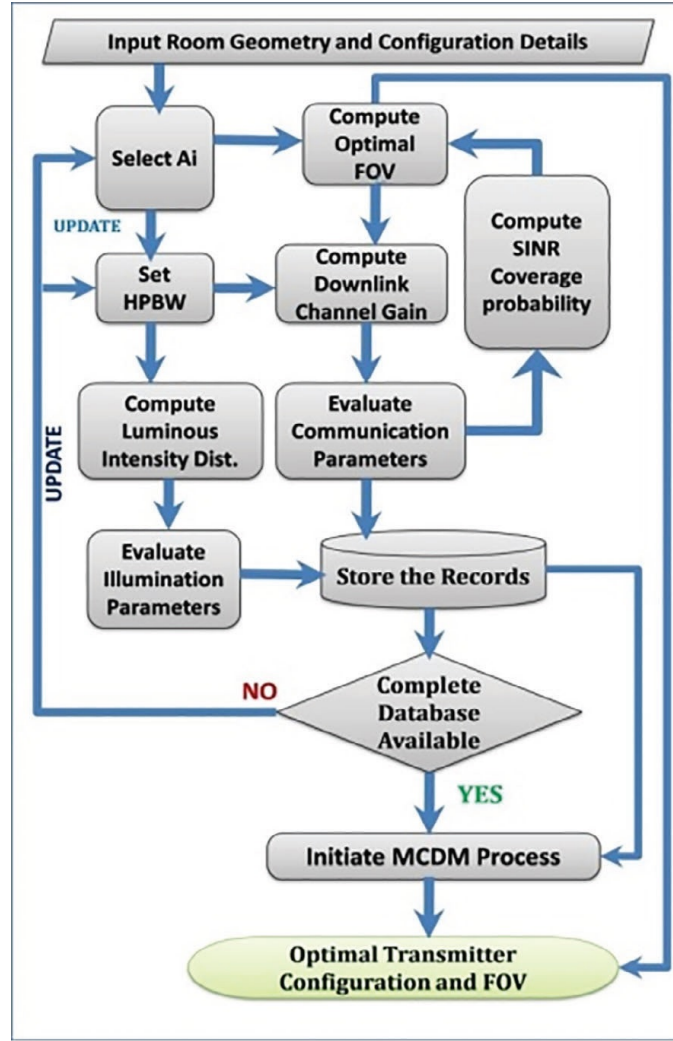 Input Room Geometry and Configuration Details
Select Ai
Compute
Optimal
FOV
Compute
SINR
Coverage
probability
UPDATE
Set
HPBW
Compute
Downlink
Channel Gain
Compute
Luminous
Intensity Dist.
Evaluate
Communication
Parameters
UPDATE
Evaluate
Illumination
Parameters
Store the Records
NO
Complete
Database
Available
YES
Initiate MCDM Process
Optimal Transmitter
Configuration and FOV